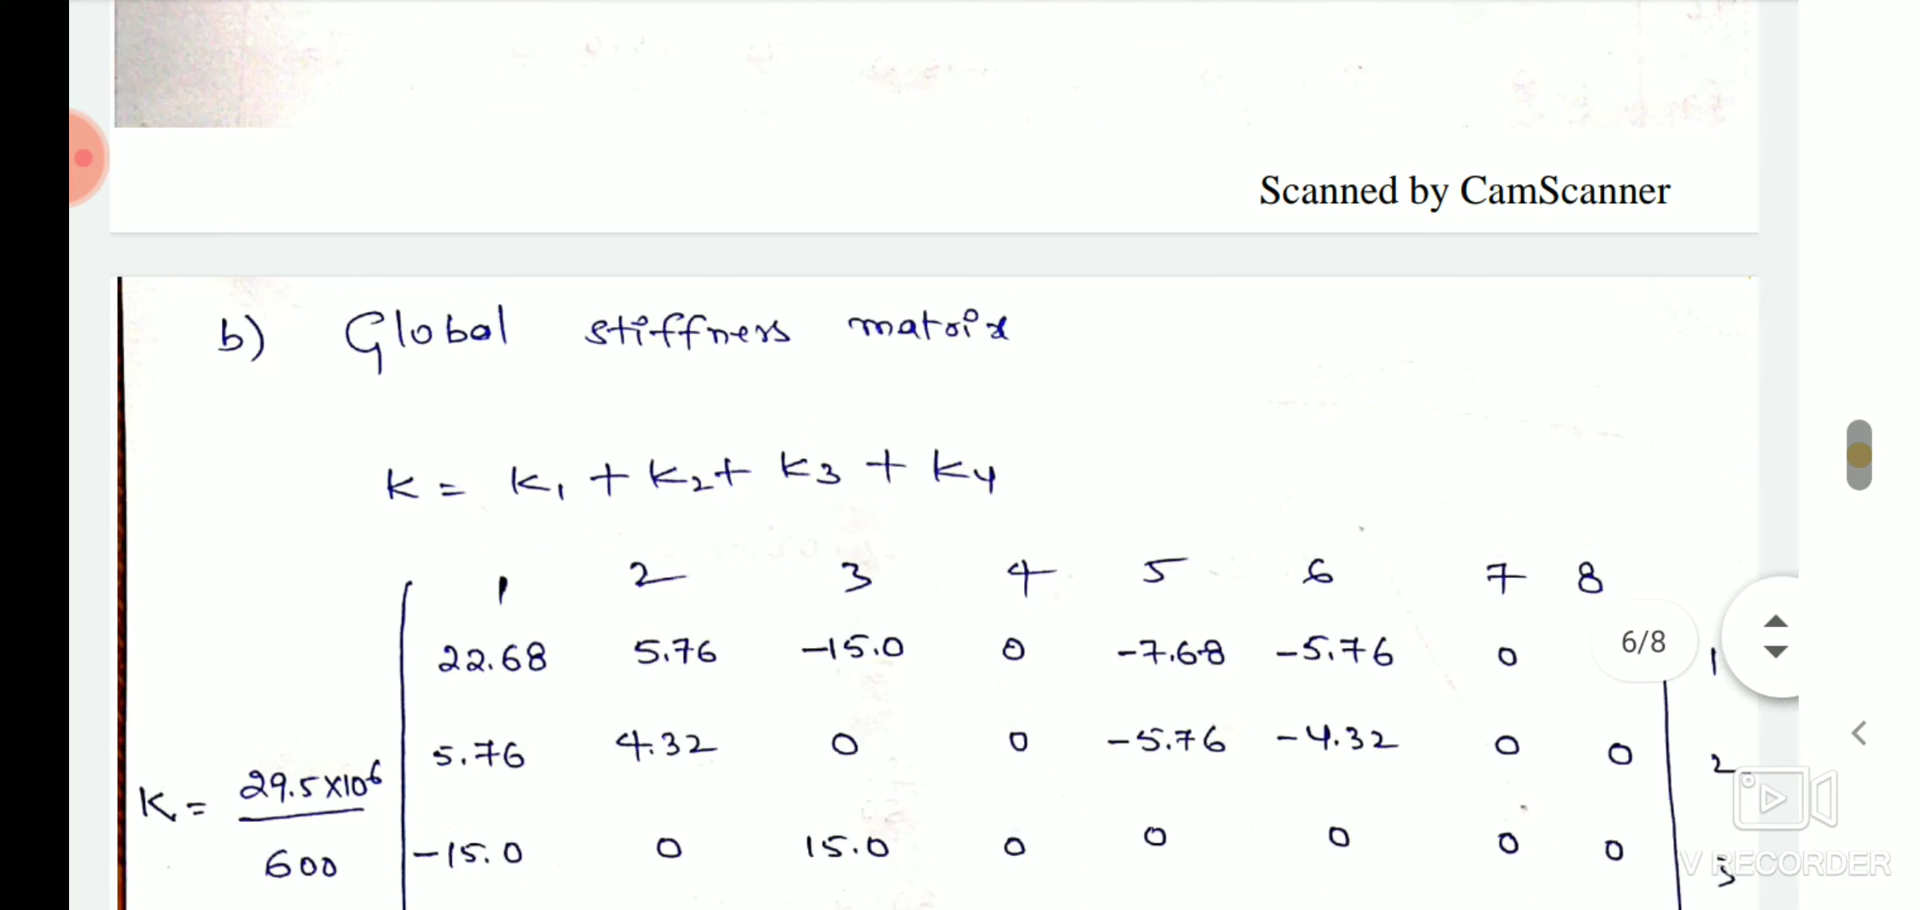 Scanned by CamScanner
b) Global stiffness matrix
K = K₁ + K₂ + K₃ + K₄
1 2 3 4 5 6 7 8
22.68 5.76 -15.0 0 -7.68 -5.76 0 1
6/8
5.76 4.32 0 0 -5.76 -4.32 0 0 2
K = 29.5×10⁶
600
-15.0 0 15.0 0 0 0 0 0 3
V RECORDER